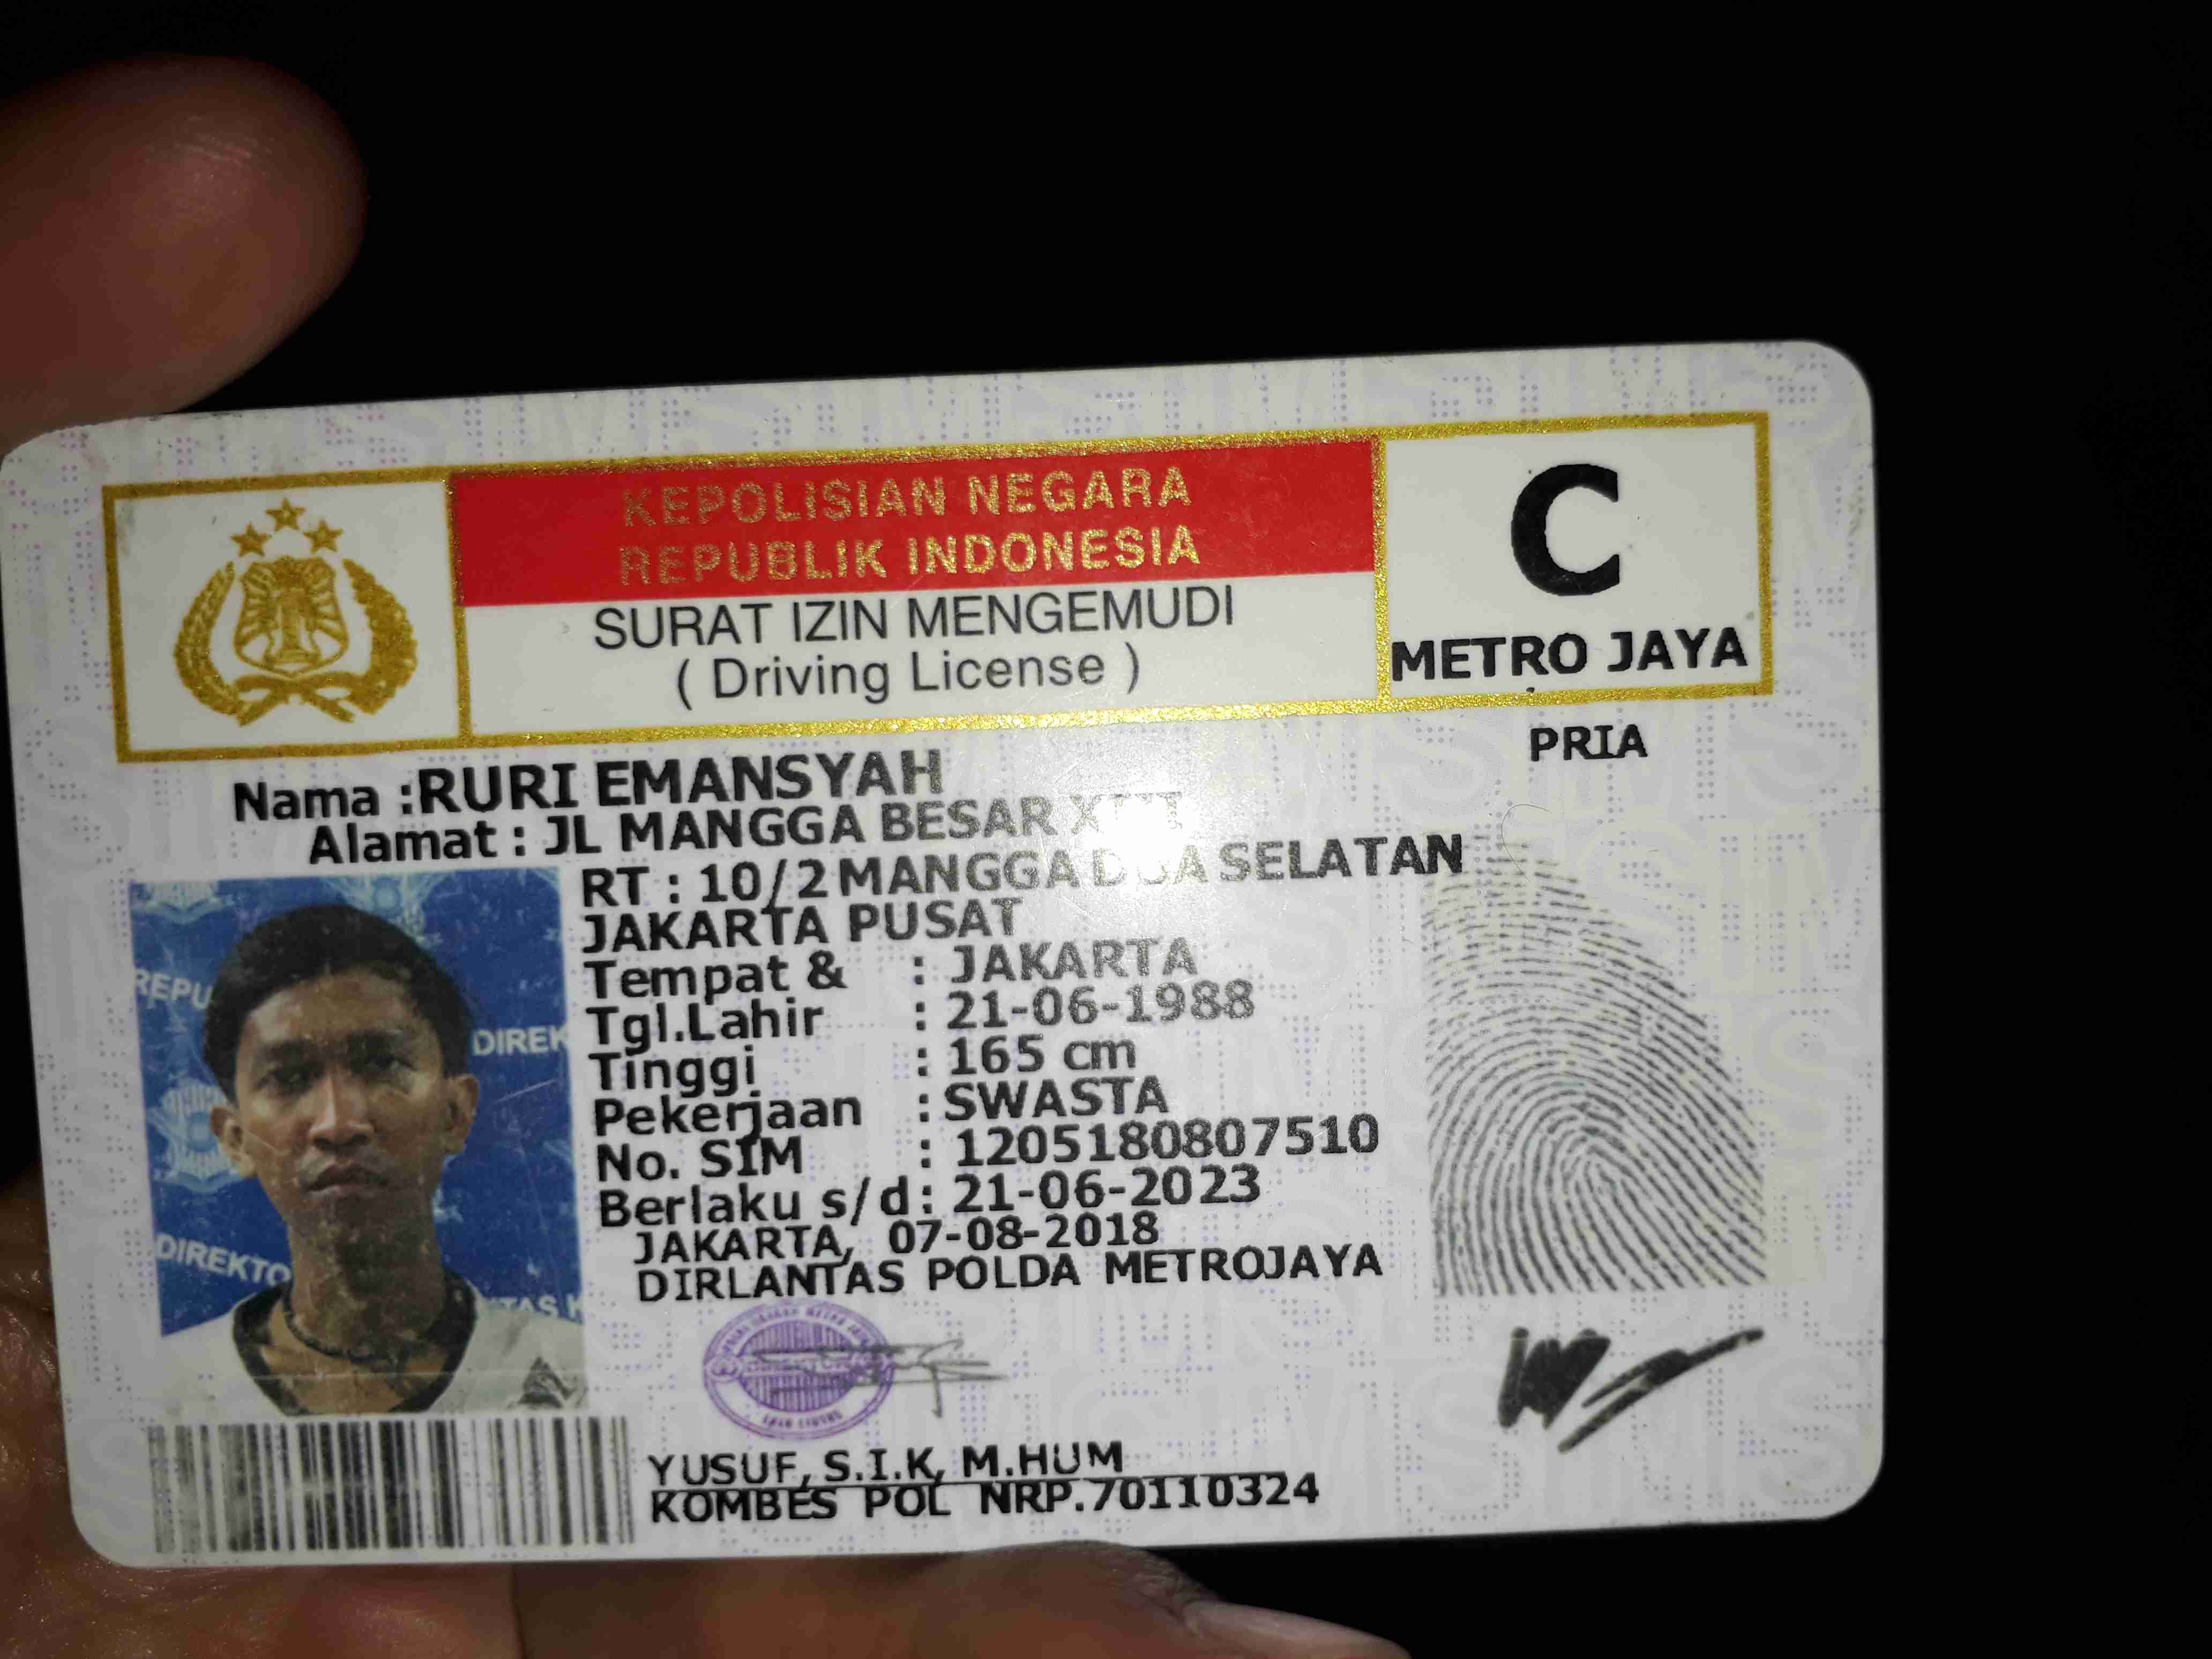 KEPOLISIAN NEGARA
REPUBLIK INDONESIA
SURAT IZIN MENGEMUDI
( Driving License )
C
METRO JAYA
PRIA
Nama :RURI EMANSYAH
Alamat : JL MANGGA BESAR
RT : 10/2 MANGGA DUA SELATAN
JAKARTA PUSAT
Tempat & : JAKARTA
Tgl.Lahir : 21-06-1988
Tinggi : 165 cm
Pekerjaan : SWASTA
No. SIM : 1205180807510
Berlaku s/d : 21-06-2023
JAKARTA, 07-08-2018
DIRLANTAS POLDA METROJAYA
YUSUF, S.I.K, M.HUM
KOMBES POL NRP.70110324